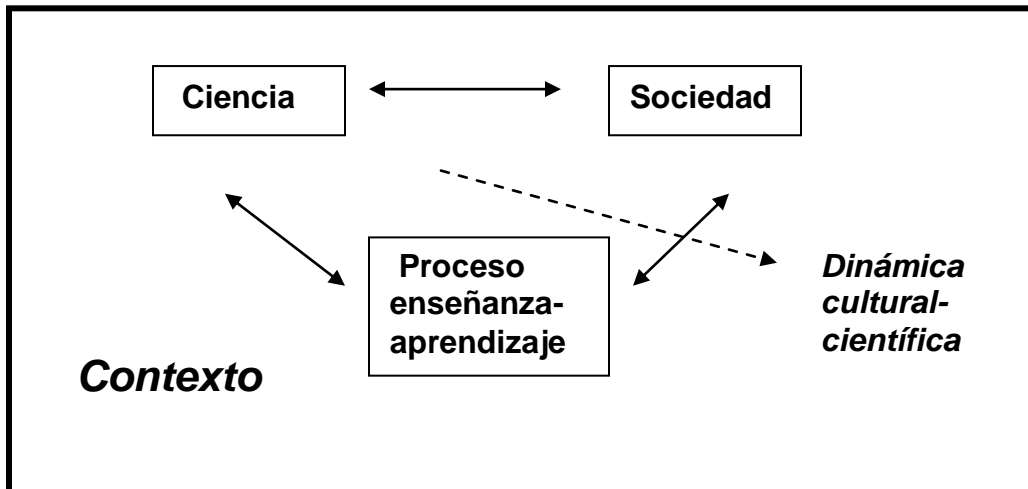 Ciencia
Sociedad
Proceso
enseñanza-
aprendizaje
Dinámica
cultural-
científica
Contexto